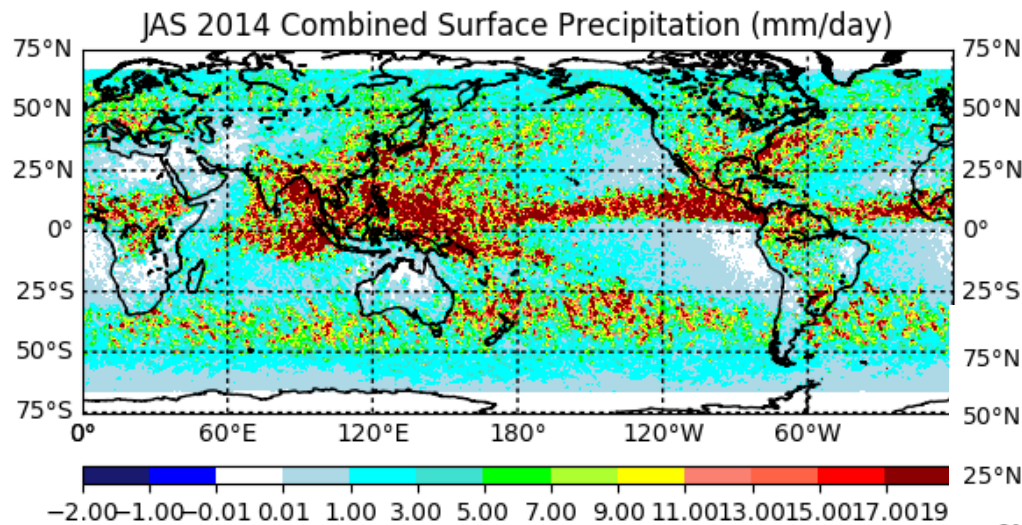 JAS 2014 Combined Surface Precipitation (mm/day)
75°N 75°N
50°N 50°N
25°N 25°N
0° 0°
25°S 25°S
50°S 75°N
75°S 50°N
0° 60°E 120°E 180° 120°W 60°W
25°N
−2.00−1.00−0.01 0.01 1.00 3.00 5.00 7.00 9.00 11.0013.0015.0017.0019